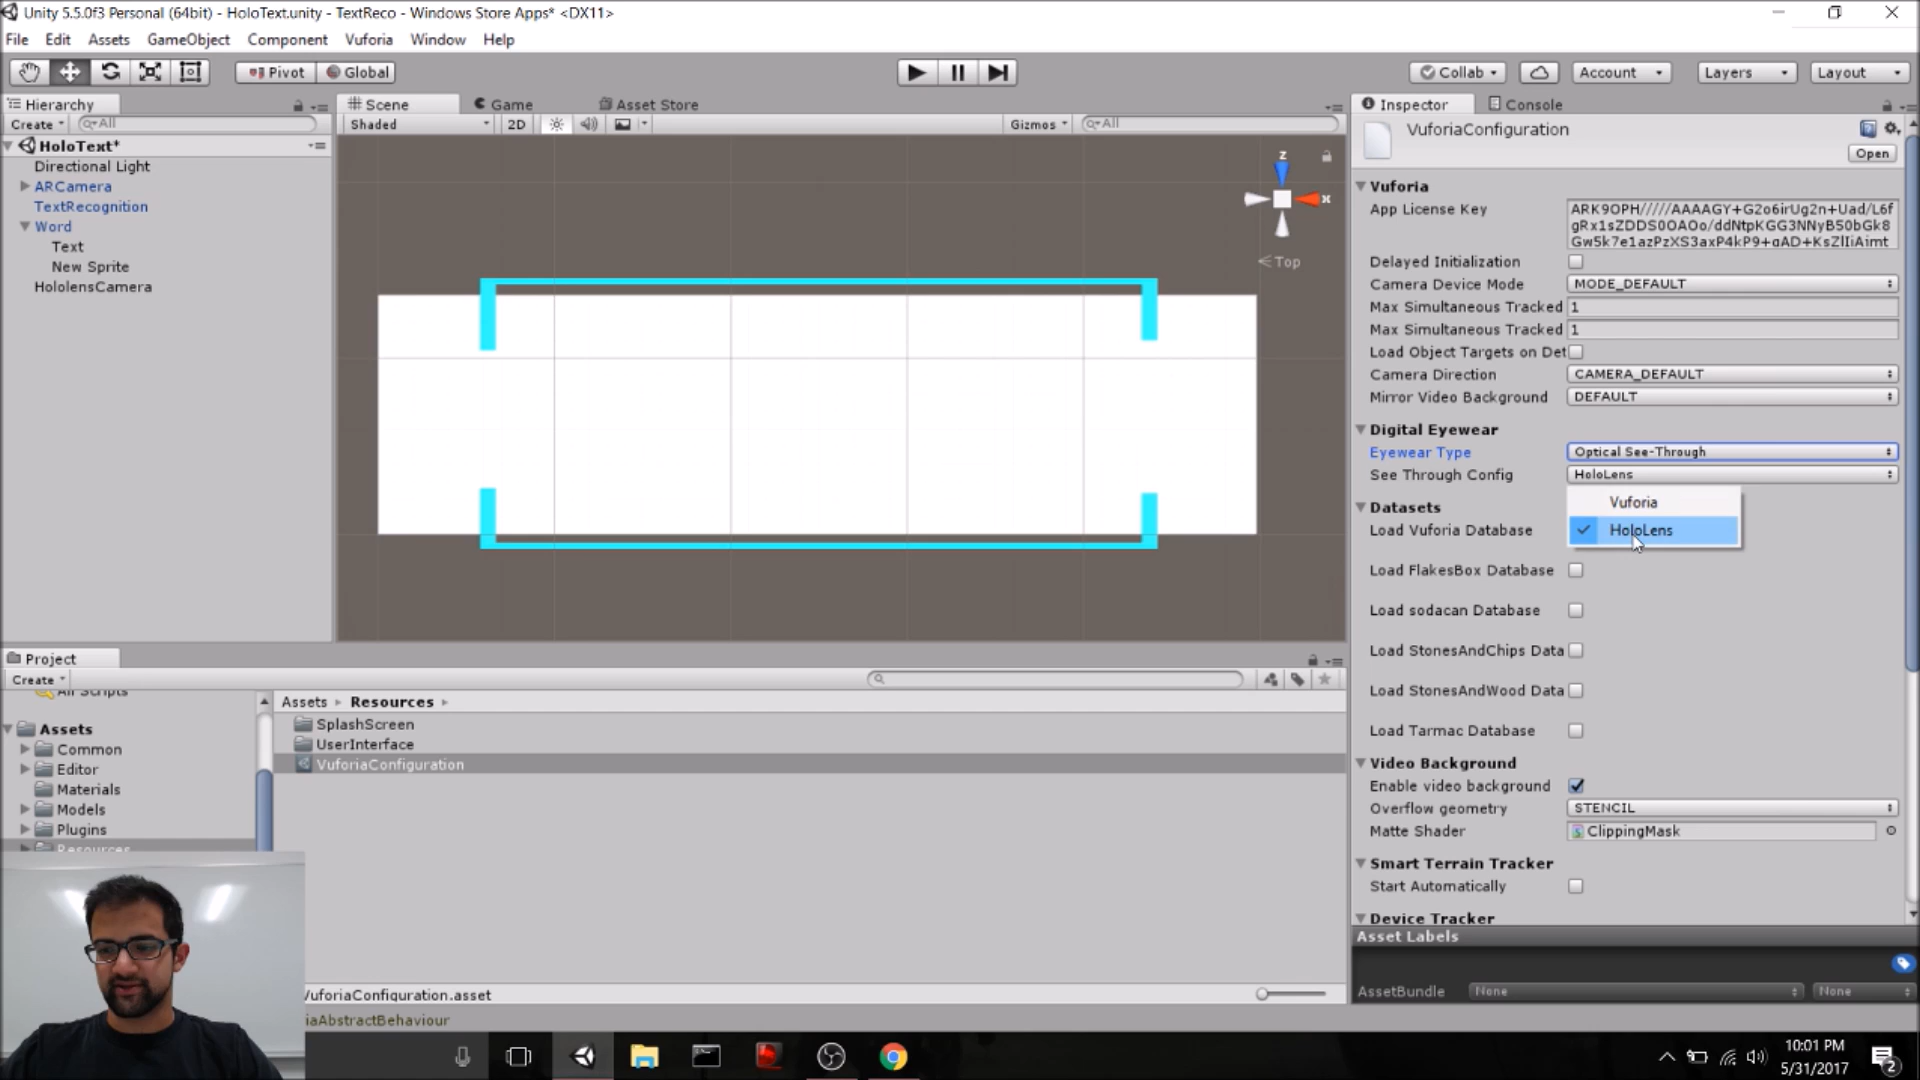 Unity 5.5.0f3 Personal (64bit) - HoloText.unity - TextReco - Windows Store Apps* <DX11>
File Edit Assets GameObject Component Vuforia Window Help
Pivot Global Collab Account Layers Layout
Hierarchy
Create All
HoloText*
Directional Light
ARCamera
TextRecognition
Word
Text
New Sprite
HololensCamera
Scene Game Asset Store
Shaded 2D Gizmos All
z
x
Top
Inspector Console
VuforiaConfiguration
Open
Vuforia
App License Key ARK9OPH/////AAAAGY+G2o6irUg2n+Uad/L6f
gRx1sZDDS0OAOo/ddNtpKGG3NNyB50bGk8
Gw5k7e1azPzXS3axP4kP9+gAD+KsZlIiAimt
Delayed Initialization
Camera Device Mode MODE_DEFAULT
Max Simultaneous Tracked 1
Max Simultaneous Tracked 1
Load Object Targets on Det
Camera Direction CAMERA_DEFAULT
Mirror Video Background DEFAULT
Digital Eyewear
Eyewear Type Optical See-Through
See Through Config HoloLens
Vuforia
HoloLens
Datasets
Load Vuforia Database
Load FlakesBox Database
Load sodacan Database
Load StonesAndChips Data
Load StonesAndWood Data
Load Tarmac Database
Video Background
Enable video background
Overflow geometry STENCIL
Matte Shader ClippingMask
Smart Terrain Tracker
Start Automatically
Device Tracker
Asset Labels
AssetBundle None None
Project
Create
All Scripts
Assets
Common
Editor
Materials
Models
Plugins
Resources
Assets Resources
SplashScreen
UserInterface
VuforiaConfiguration
VuforiaConfiguration.asset
iaAbstractBehaviour
10:01 PM
5/31/2017
2